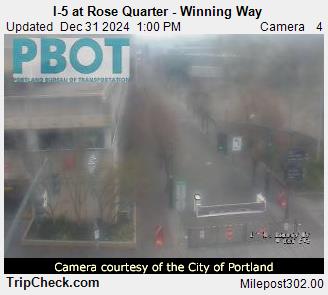 I-5 at Rose Quarter - Winning Way
Updated Dec 31 2024 1:00 PM Camera 4
PBOT
PORTLAND BUREAU OF TRANSPORTATION
Camera courtesy of the City of Portland
TripCheck.com Milepost302.00